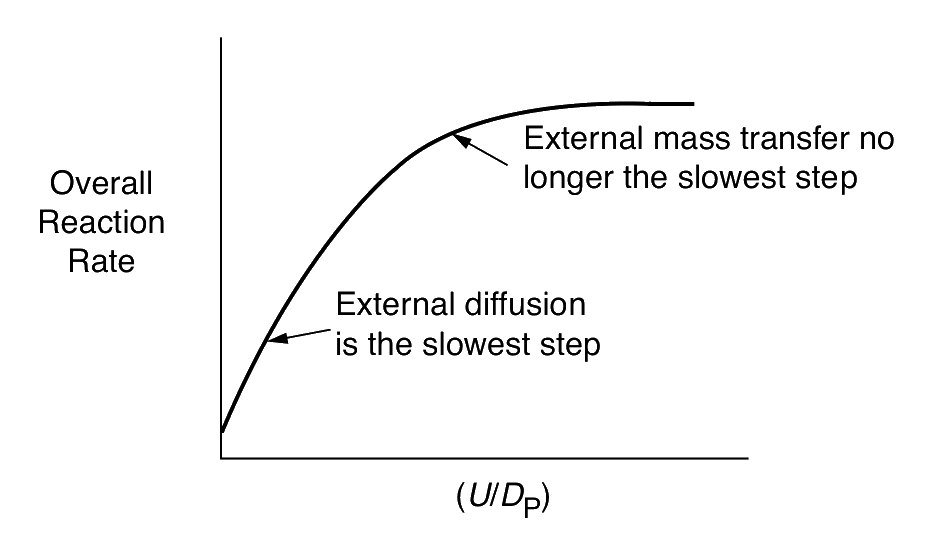 External mass transfer no
longer the slowest step
Overall
Reaction
Rate
External diffusion
is the slowest step
(U/DP)